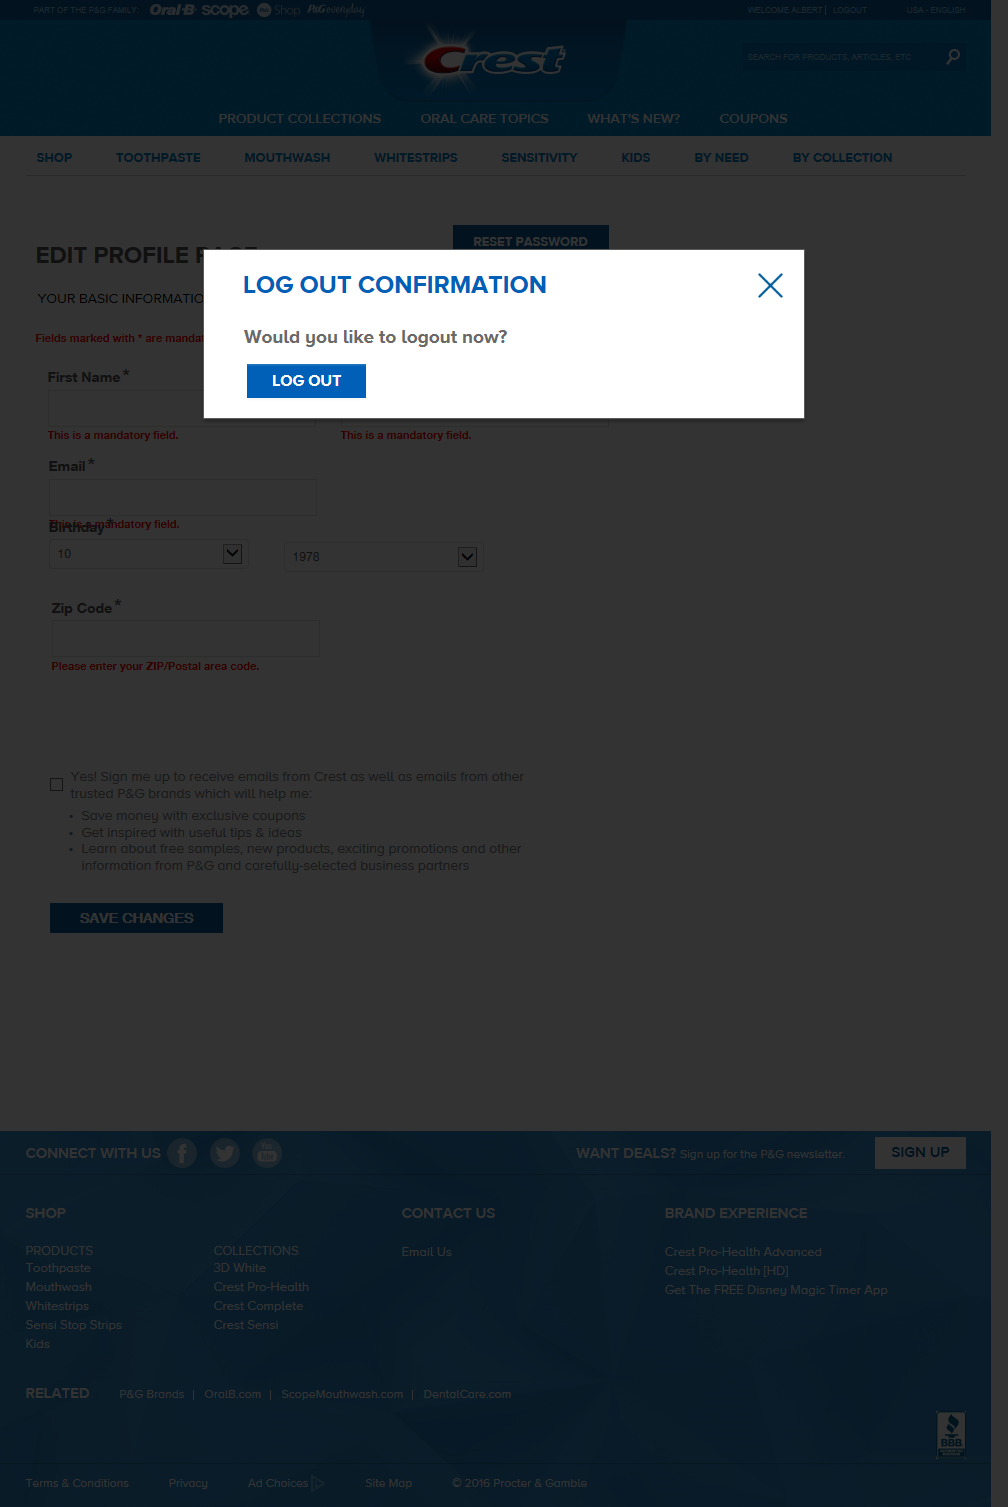 PART OF THE P&G FAMILY: Oral-B scope Shop P&G everyday
WELCOME ALBERT | LOGOUT USA - ENGLISH
Crest
SEARCH FOR PRODUCTS, ARTICLES, ETC
PRODUCT COLLECTIONS ORAL CARE TOPICS WHAT'S NEW? COUPONS
SHOP TOOTHPASTE MOUTHWASH WHITESTRIPS SENSITIVITY KIDS BY NEED BY COLLECTION
RESET PASSWORD
EDIT PROFILE PAGE
LOG OUT CONFIRMATION
YOUR BASIC INFORMATIO
Would you like to logout now?
Fields marked with * are mandat
LOG OUT
First Name*
This is a mandatory field. This is a mandatory field.
Email*
This is a mandatory field.
Birthday*
10 1978
Zip Code*
Please enter your ZIP/Postal area code.
Yes! Sign me up to receive emails from Crest as well as emails from other
trusted P&G brands which will help me:
• Save money with exclusive coupons
• Get inspired with useful tips & ideas
• Learn about free samples, new products, exciting promotions and other
information from P&G and carefully-selected business partners
SAVE CHANGES
CONNECT WITH US
WANT DEALS? Sign up for the P&G newsletter. SIGN UP
SHOP CONTACT US BRAND EXPERIENCE
PRODUCTS
Toothpaste
Mouthwash
Whitestrips
Sensi Stop Strips
Kids
COLLECTIONS
3D White
Crest Pro-Health
Crest Complete
Crest Sensi
Email Us
Crest Pro-Health Advanced
Crest Pro-Health [HD]
Get The FREE Disney Magic Timer App
RELATED P&G Brands | OralB.com | ScopeMouthwash.com | DentalCare.com
BBB
Terms & Conditions Privacy Ad Choices Site Map © 2016 Procter & Gamble